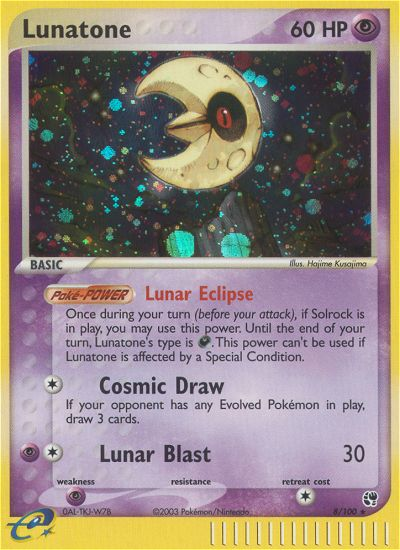 Lunatone 60 HP
BASIC
Illus. Hajime Kusajima
Poké-POWER Lunar Eclipse
Once during your turn (before your attack), if Solrock is
in play, you may use this power. Until the end of your
turn, Lunatone's type is . This power can't be used if
Lunatone is affected by a Special Condition.
Cosmic Draw
If your opponent has any Evolved Pokémon in play,
draw 3 cards.
Lunar Blast 30
weakness resistance retreat cost
0AL-TKJ-W7B ©2003 Pokémon/Nintendo 8/100 ★
e